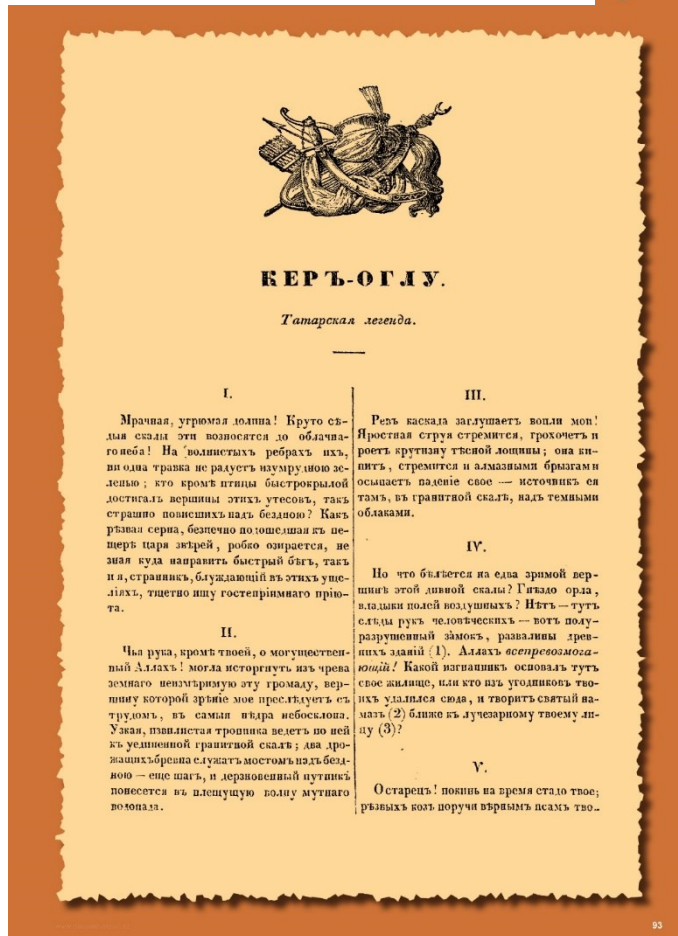 КЕРЪ-ОГЛУ.
Татарская легенда.
I.
Мрачная, угрюмая долина! Круто сѣ-
дыя скалы эти возносятся до облачна-
го неба! На волнистыхъ ребрахъ ихъ,
ни одна травка не радуетъ изумрудною зе-
ленью; кто кромѣ птицы быстрокрылой
достигалъ вершины этихъ утесовъ, такъ
страшно повисшихъ надъ бездною? Какъ
рѣзвая серна, безпечно подошедшая къ пе-
щерѣ царя звѣрей, робко озирается, не
зная куда направить быстрый бѣгъ, такъ
и я, странникъ, блуждающій въ этихъ уще-
ліяхъ, тщетно ищу гостепріимнаго прію-
та.
II.
Чья рука, кромѣ твоей, о могуществен-
ный Аллахъ! могла исторгнуть изъ чрева
земнаго неизмѣримую эту громаду, вер-
шину которой зрѣніе мое преслѣдуетъ съ
трудомъ, въ самыя нѣдра небосклона.
Узкая, извилистая тропинка ведетъ по ней
къ уединенной гранитной скалѣ; два дро-
жащихъ бревна служатъ мостомъ надъ безд-
ною — еще шагъ, и дерзновенный путникъ
понесется въ плещущую волну мутнаго
водопада.
III.
Ревъ каскада заглушаетъ вопли мои!
Яростная струя стремится, грохочетъ и
роетъ крутизну тѣсной лощины; она ки-
питъ, стремится и алмазными брызгами
осыпаетъ паденіе свое — источникъ ея
тамъ, въ гранитной скалѣ, надъ темными
облаками.
IV.
Но что бѣлѣется на едва зримой вер-
шинѣ этой дивной скалы? Гнѣздо орла,
владыки полей воздушныхъ? Нѣтъ — тутъ
слѣды рукъ человѣческихъ — вотъ полу-
разрушенный за́мокъ, развалины древ-
нихъ зданій (1). Аллахъ всепревозмога-
ющій! Какой изгнанникъ основалъ тутъ
свое жилище, или кто изъ угодниковъ тво-
ихъ удалился сюда, и творитъ святый на-
мазъ (2) ближе къ лучезарному твоему ли-
цу (3)?
V.
О старецъ! покинь на время стадо твое;
рѣзвыхъ козъ поручи вѣрнымъ псамъ тво-
93